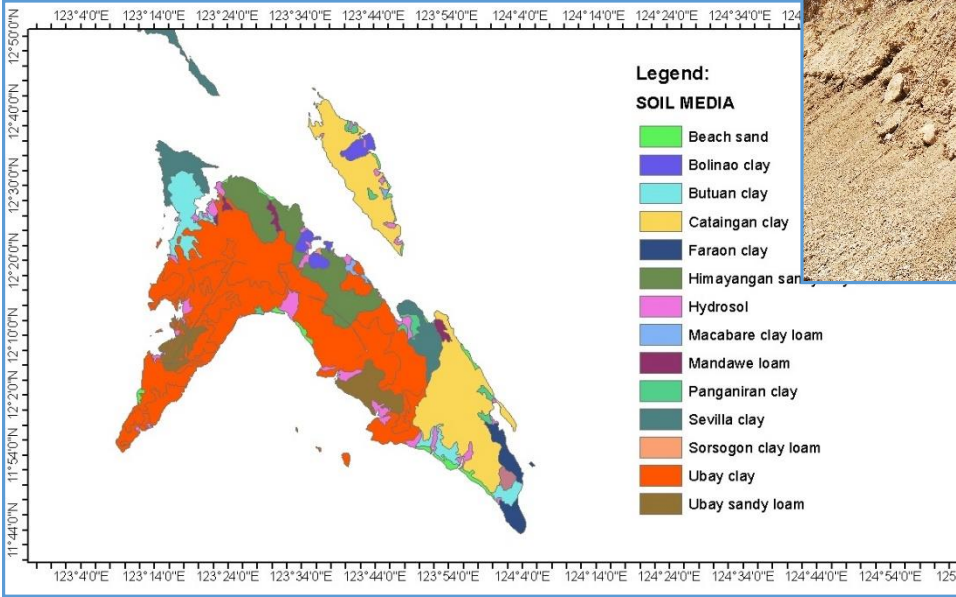 123°4'0"E 123°14'0"E 123°24'0"E 123°34'0"E 123°44'0"E 123°54'0"E 124°4'0"E 124°14'0"E 124°24'0"E 124°34'0"E
12°50'0"N
12°40'0"N
12°30'0"N
12°20'0"N
12°10'0"N
12°2'0"N
11°54'0"N
11°44'0"N
Legend:
SOIL MEDIA
Beach sand
Bolinao clay
Butuan clay
Cataingan clay
Faraon clay
Himayangan
Hydrosol
Macabare clay loam
Mandawe loam
Panganiran clay
Sevilla clay
Sorsogon clay loam
Ubay clay
Ubay sandy loam
123°4'0"E 123°14'0"E 123°24'0"E 123°34'0"E 123°44'0"E 123°54'0"E 124°4'0"E 124°14'0"E 124°24'0"E 124°34'0"E 124°44'0"E 124°54'0"E